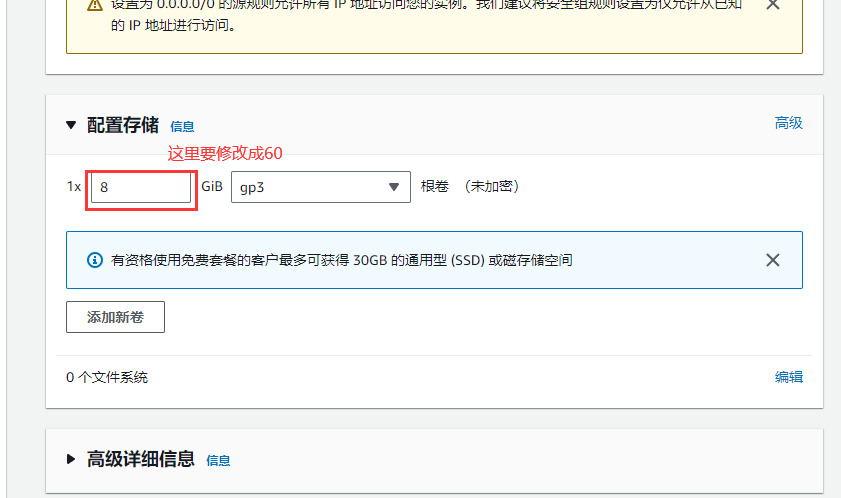 设置为 0.0.0.0/0 的源规则允许所有 IP 地址访问您的实例。我们建议将安全组规则设置为仅允许从已知
的 IP 地址进行访问。
配置存储 信息 高级
这里要修改成60
1x 8 GiB gp3 根卷 （未加密）
有资格使用免费套餐的客户最多可获得 30GB 的通用型 (SSD) 或磁存储空间
添加新卷
0 个文件系统 编辑
高级详细信息 信息